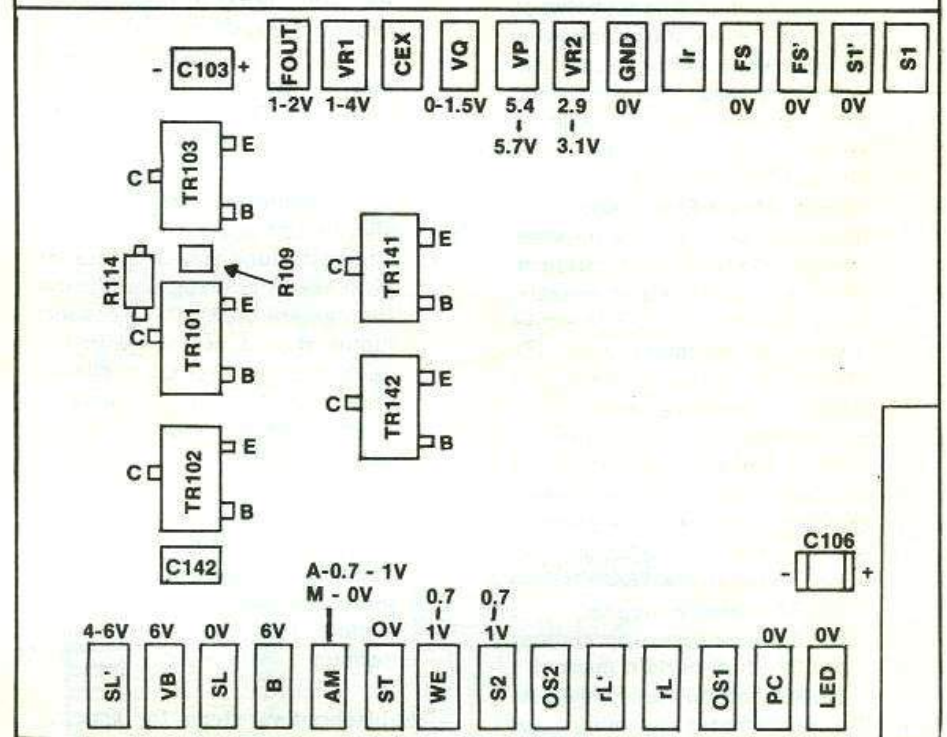 - C103 +
FOUT VR1 CEX VQ VP VR2 GND Ir FS FS' S1' S1
1-2V 1-4V 0-1.5V 5.4 2.9 0V 0V 0V 0V
5.7V 3.1V
TR103
E
C
B
R114
R109
TR101
E
C
B
TR141
E
C
B
TR142
E
C
B
TR102
E
C
B
C142
C106
- +
A-0.7 - 1V
M - 0V
0.7 0.7
4-6V 6V 0V 6V OV 1V 1V 0V 0V
SL' VB SL B AM ST WE S2 OS2 rL' rL OS1 PC LED